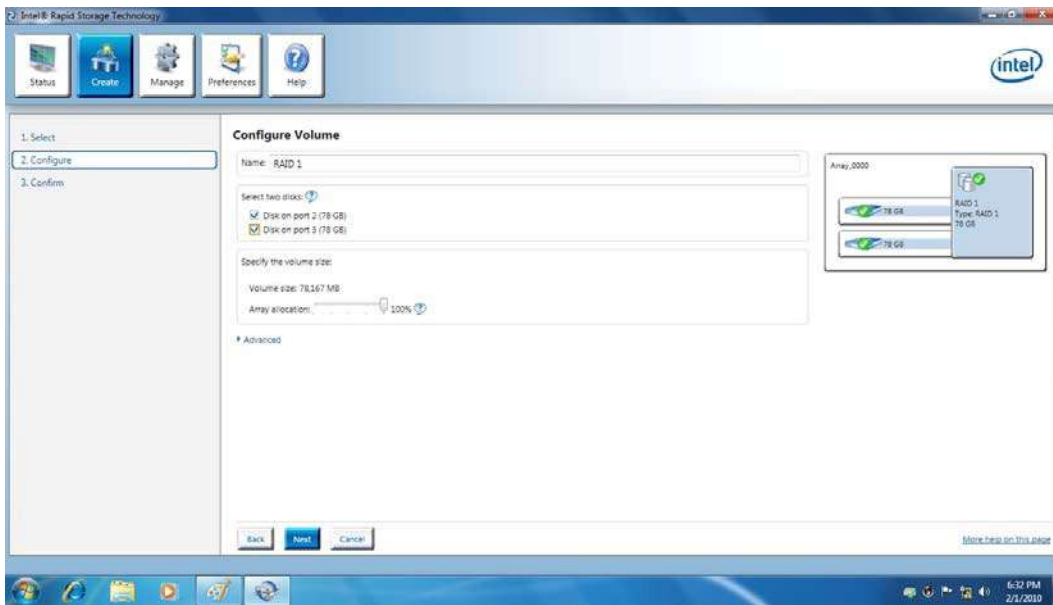 Intel® Rapid Storage Technology
Status
Create
Manage
Preferences
Help
intel
1. Select
2. Configure
3. Confirm
Configure Volume
Name: RAID 1
Select two disks:
Disk on port 2 (78 GB)
Disk on port 3 (78 GB)
Specify the volume size:
Volume size: 78,167 MB
Array allocation: 100%
Advanced
Array_0000
78 GB
78 GB
RAID 1
Type: RAID 1
78 GB
Back
Next
Cancel
More help on this page
6:32 PM
2/1/2010